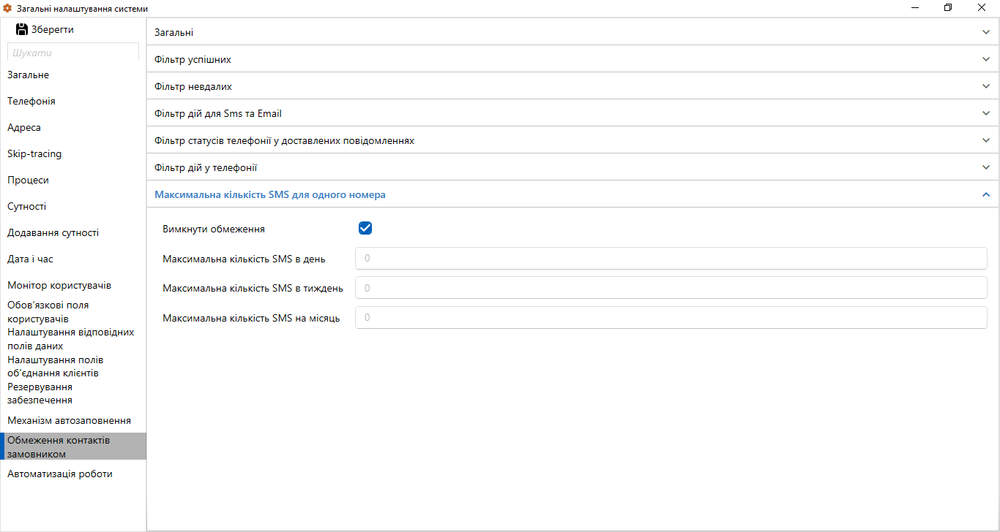 Загальні налаштування системи
Зберегти
Шукати
Загальне
Телефонія
Адреса
Skip-tracing
Процеси
Сутності
Додавання сутності
Дата і час
Монітор користувачів
Обов'язкові поля
користувачів
Налаштування відповідних
полів даних
Налаштування полів
об'єднання клієнтів
Резервування
забезпечення
Механізм автозаповнення
Обмеження контактів
замовником
Автоматизація роботи
Загальні
Фільтр успішних
Фільтр невдалих
Фільтр дій для Sms та Email
Фільтр статусів телефонії у доставлених повідомленнях
Фільтр дій у телефонії
Максимальна кількість SMS для одного номера
Вимкнути обмеження
Максимальна кількість SMS в день
0
Максимальна кількість SMS в тиждень
0
Максимальна кількість SMS на місяць
0